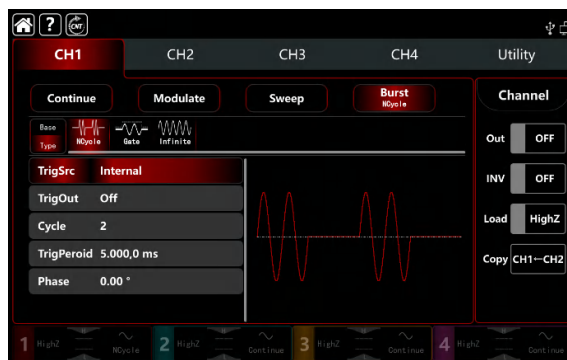 ? CNT
CH1 CH2 CH3 CH4 Utility
Continue Modulate Sweep Burst NCycle Channel
Base Type NCycle Gate Infinite
Out OFF
TrigSrc Internal
INV OFF
TrigOut Off
Load HighZ
Cycle 2
Copy CH1←CH2
TrigPeroid 5.000,0 ms
Phase 0.00 °
1 HighZ NCycle 2 HighZ Continue 3 HighZ Continue 4 HighZ Continue